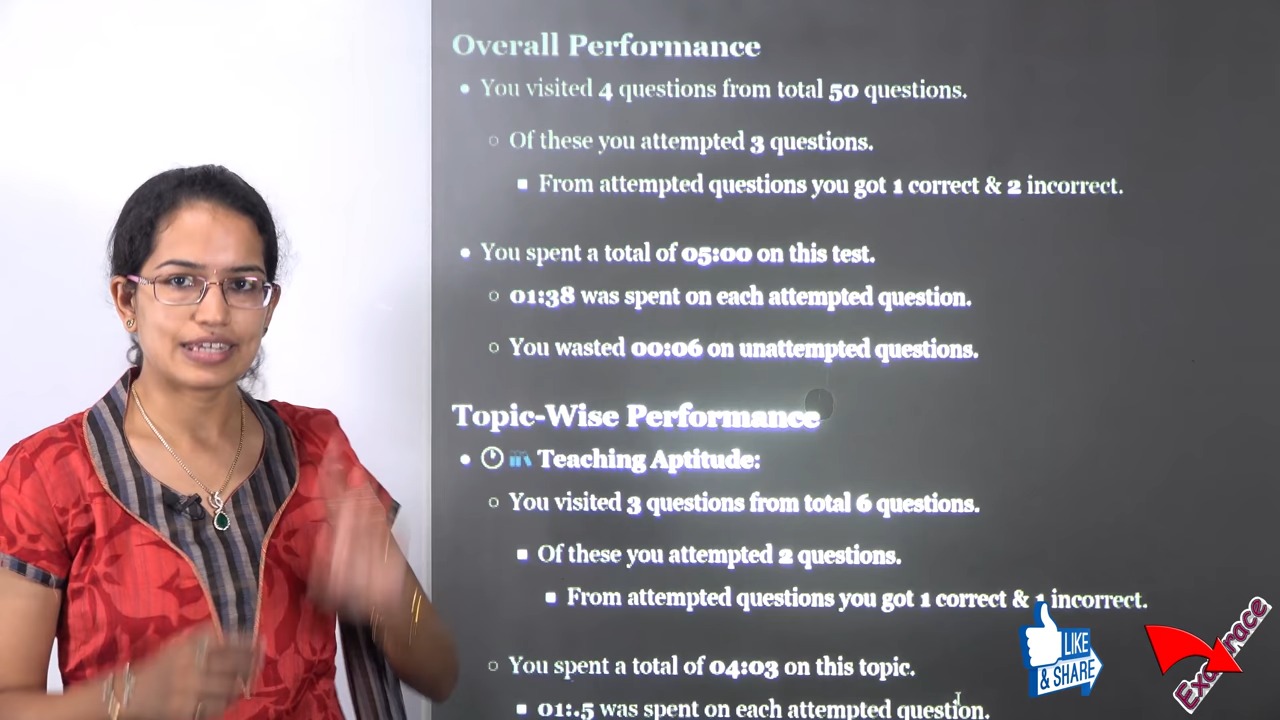 Overall Performance
You visited 4 questions from total 50 questions.
Of these you attempted 3 questions.
From attempted questions you got 1 correct & 2 incorrect.
You spent a total of 05:00 on this test.
01:38 was spent on each attempted question.
You wasted 00:06 on unattempted questions.
Topic-Wise Performance
Teaching Aptitude:
You visited 3 questions from total 6 questions.
Of these you attempted 2 questions.
From attempted questions you got 1 correct & 1 incorrect.
LIKE
& SHARE
You spent a total of 04:03 on this topic.
01:.5 was spent on each attempted question.